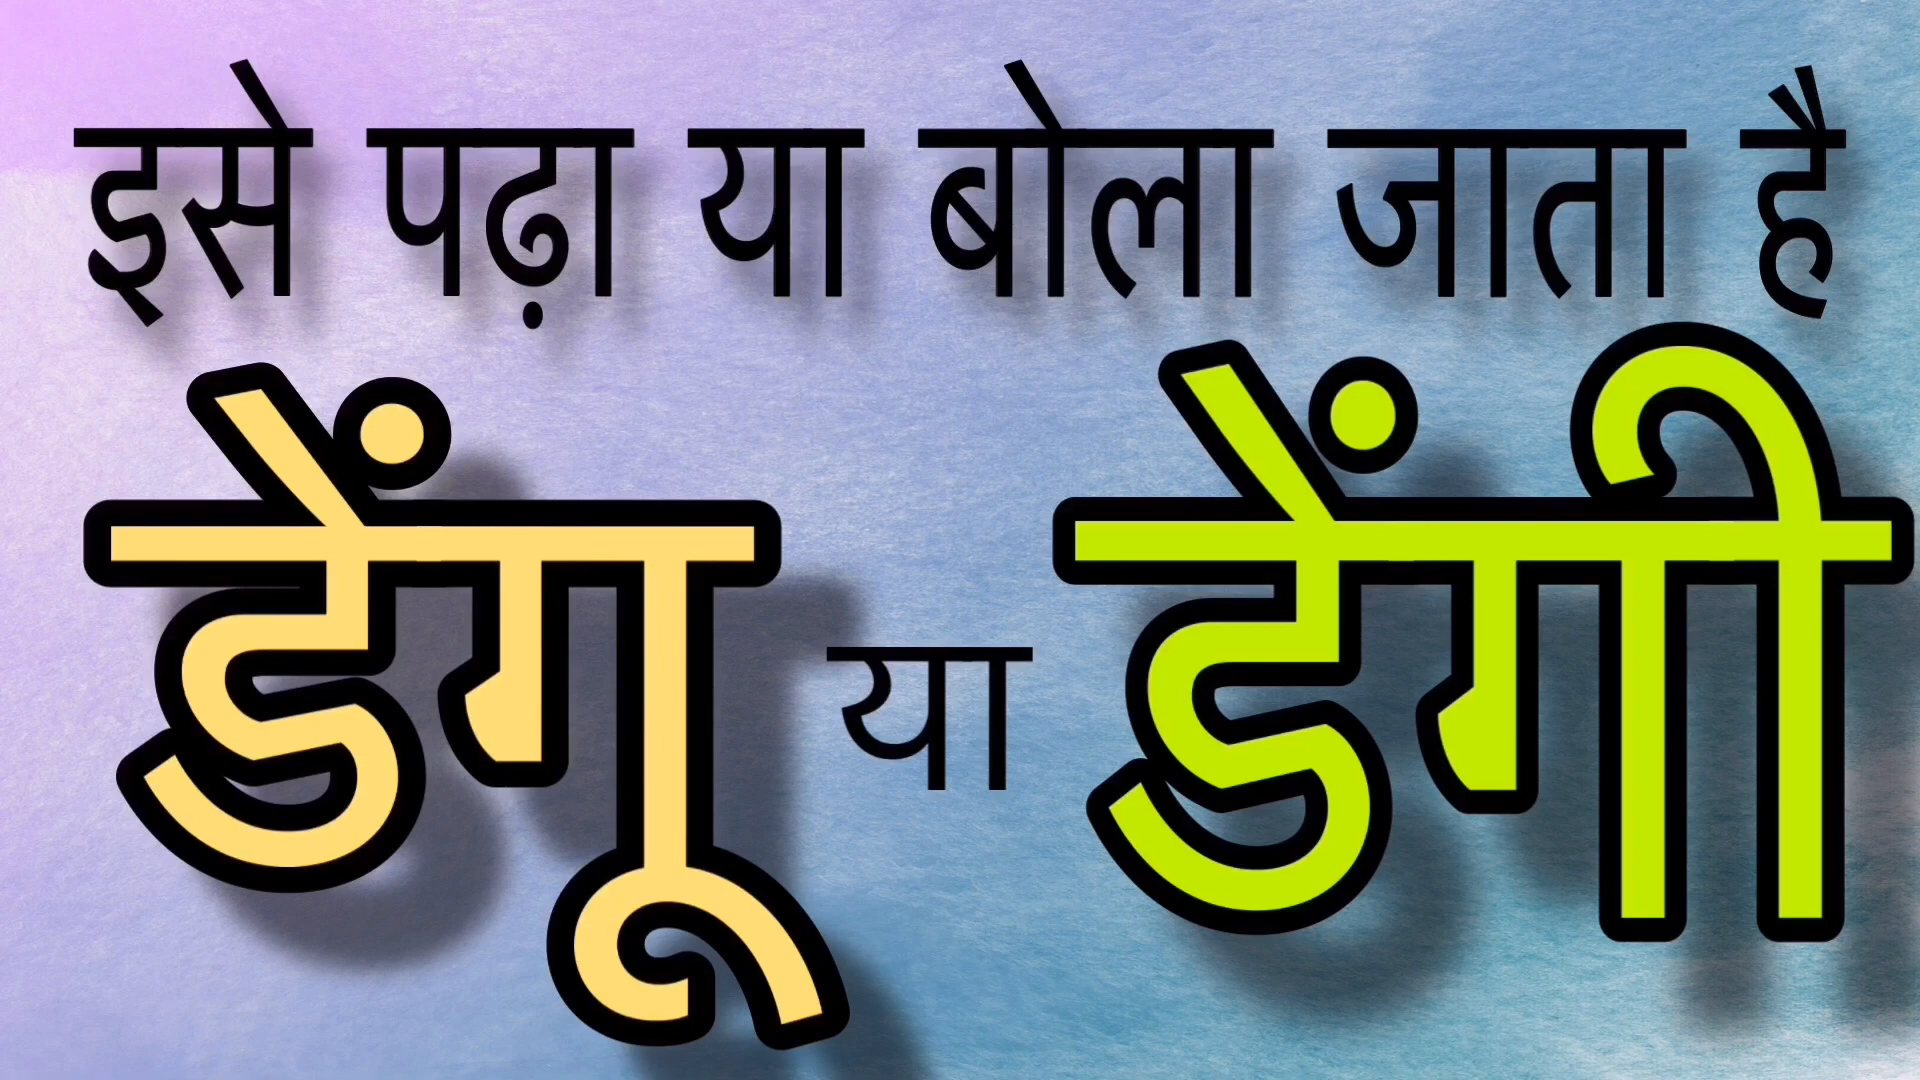 इसे पढ़ा या बोला जाता है
डेंगू या डेंगी